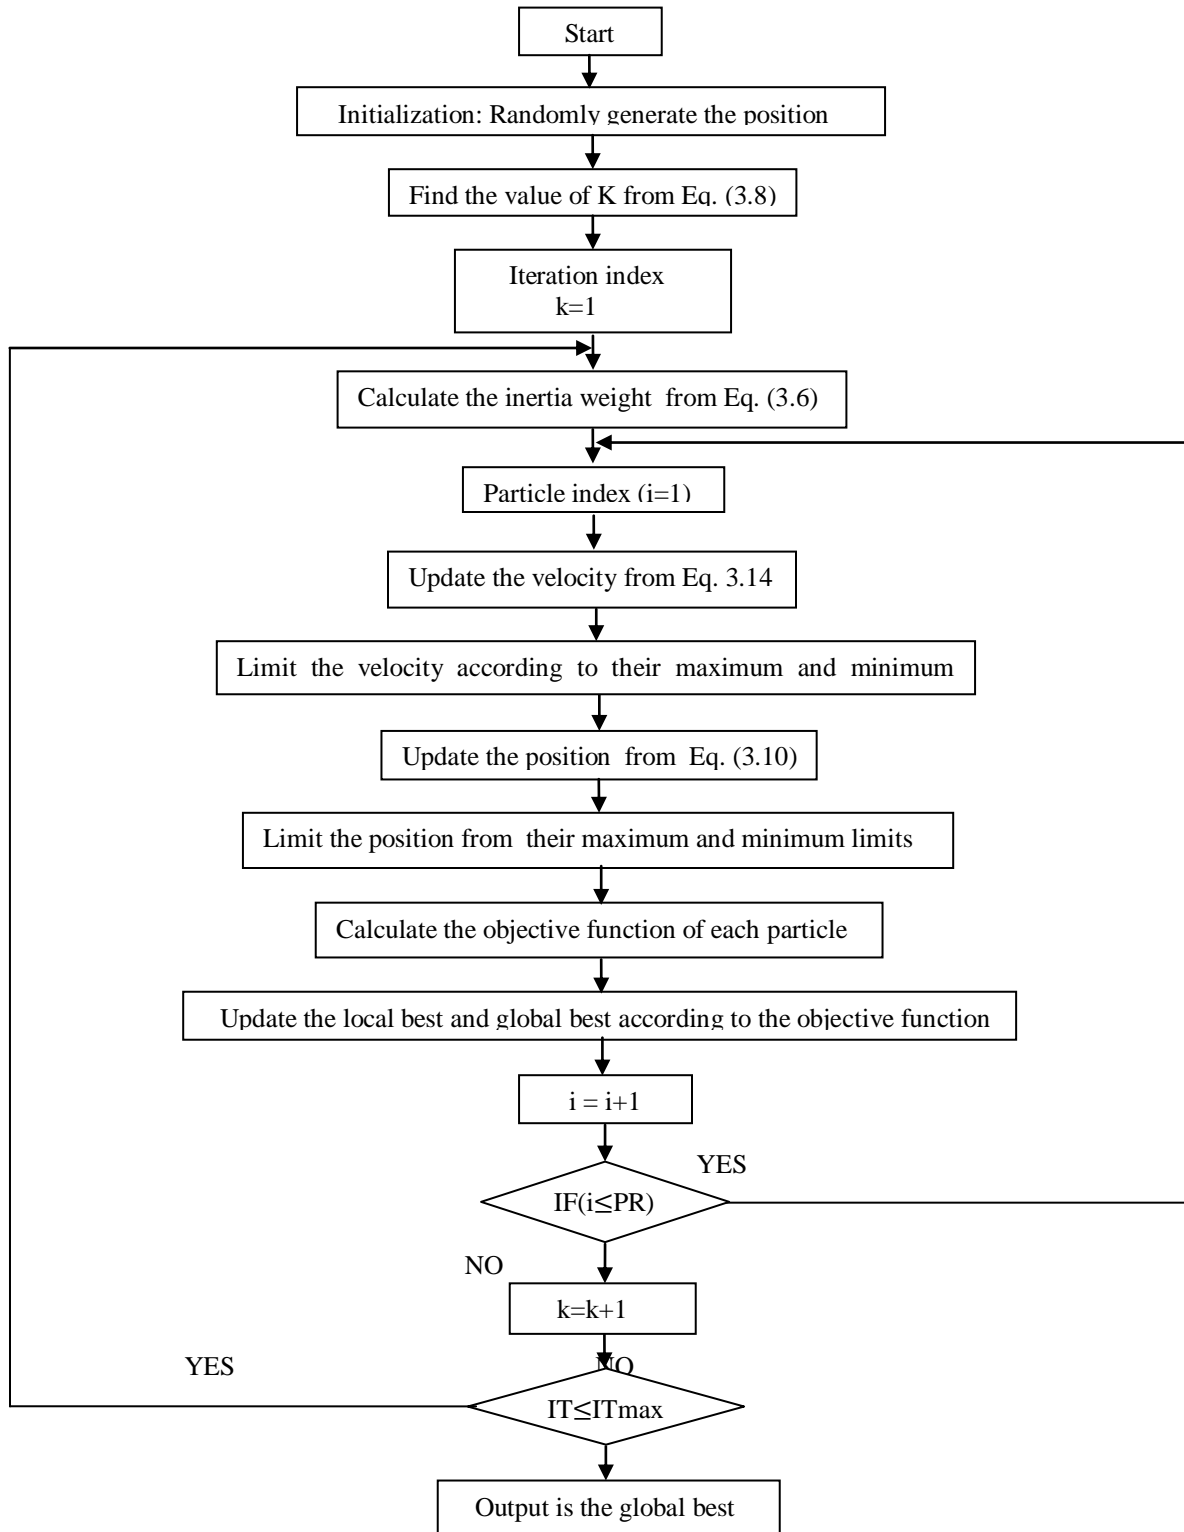 Start
Initialization: Randomly generate the position
Find the value of K from Eq. (3.8)
Iteration index
k=1
Calculate the inertia weight from Eq. (3.6)
Particle index (i=1)
Update the velocity from Eq. 3.14
Limit the velocity according to their maximum and minimum
Update the position from Eq. (3.10)
Limit the position from their maximum and minimum limits
Calculate the objective function of each particle
Update the local best and global best according to the objective function
i = i+1
YES
IF(i≤PR)
NO
k=k+1
YES
NO
IT≤ITmax
Output is the global best